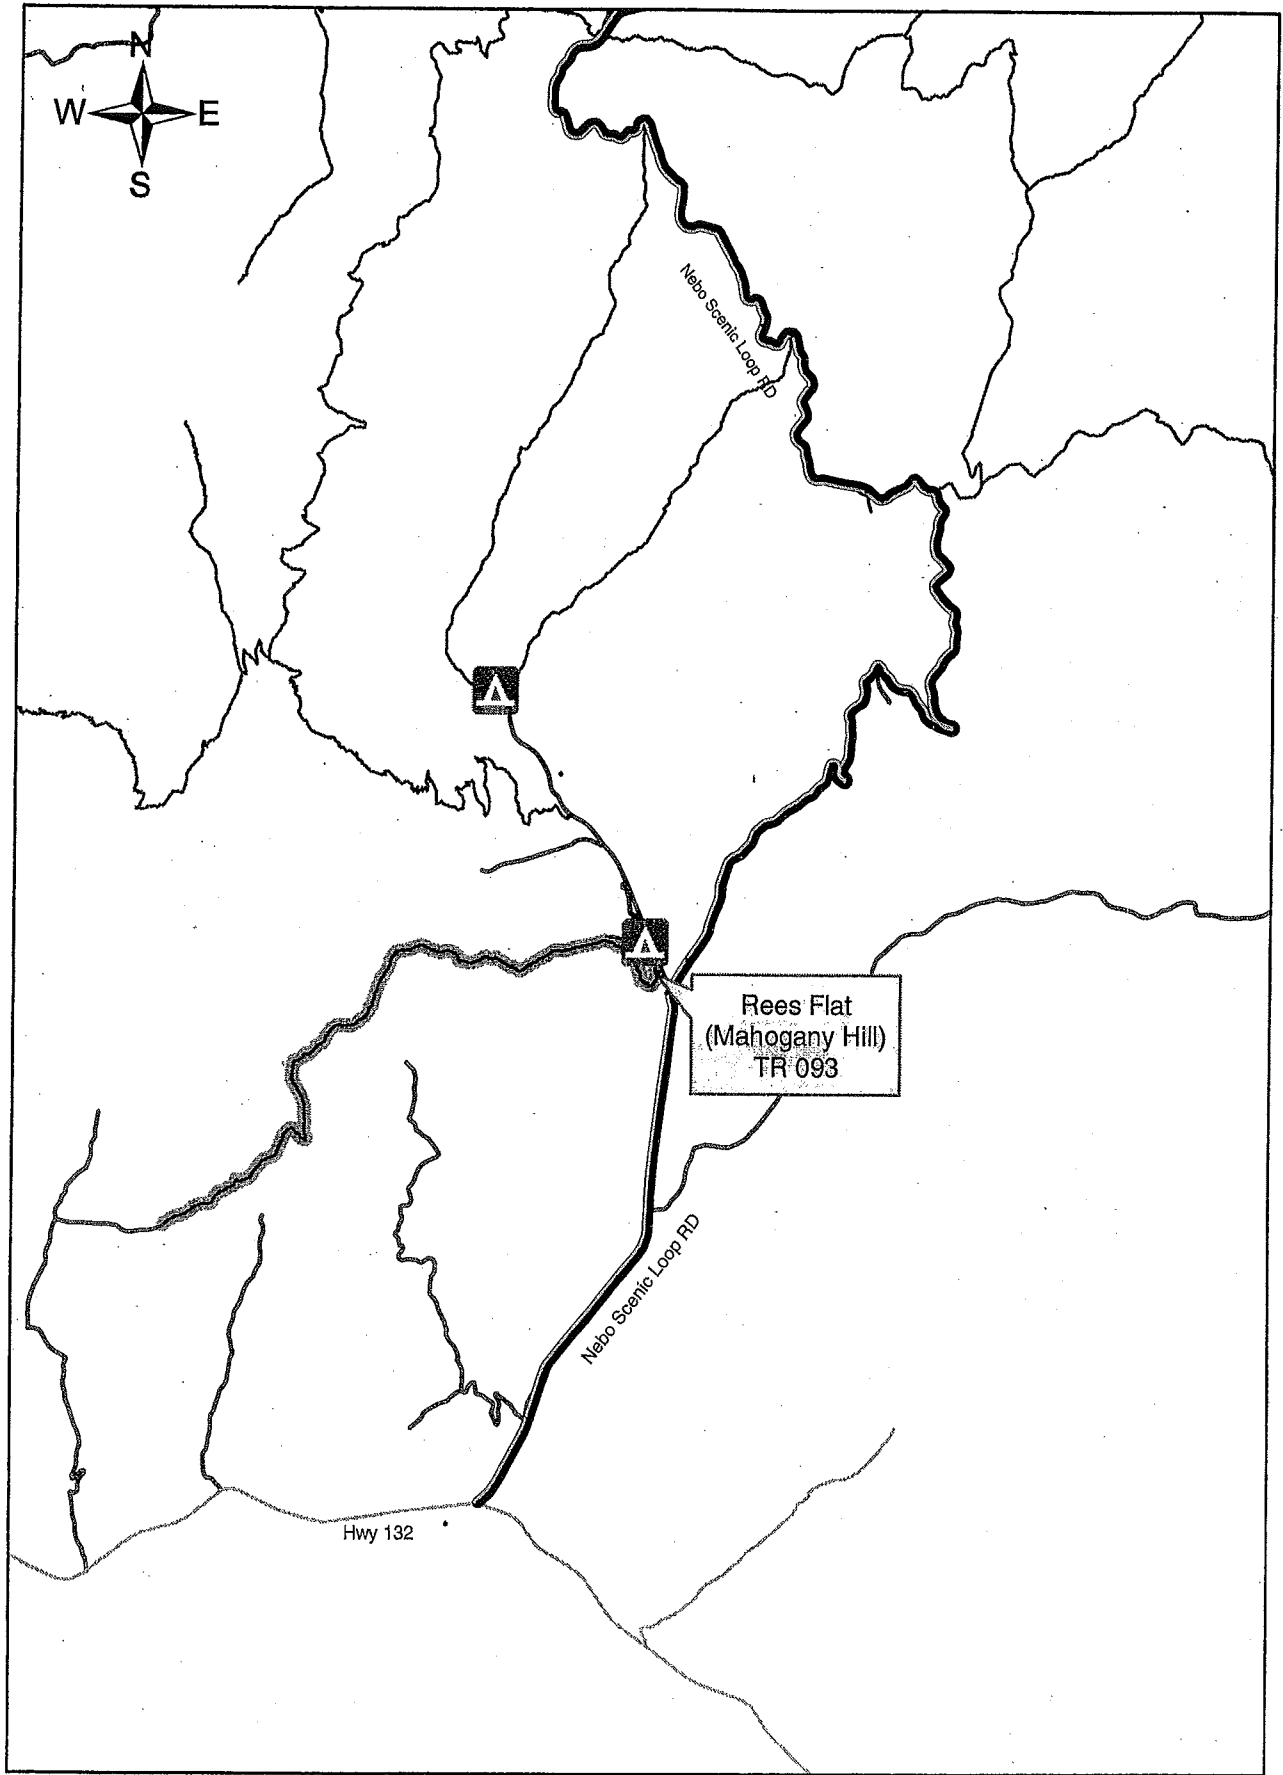 N
W E
S
Nebo Scenic Loop RD
Rees Flat
(Mahogany Hill)
TR 093
Nebo Scenic Loop RD
Hwy 132